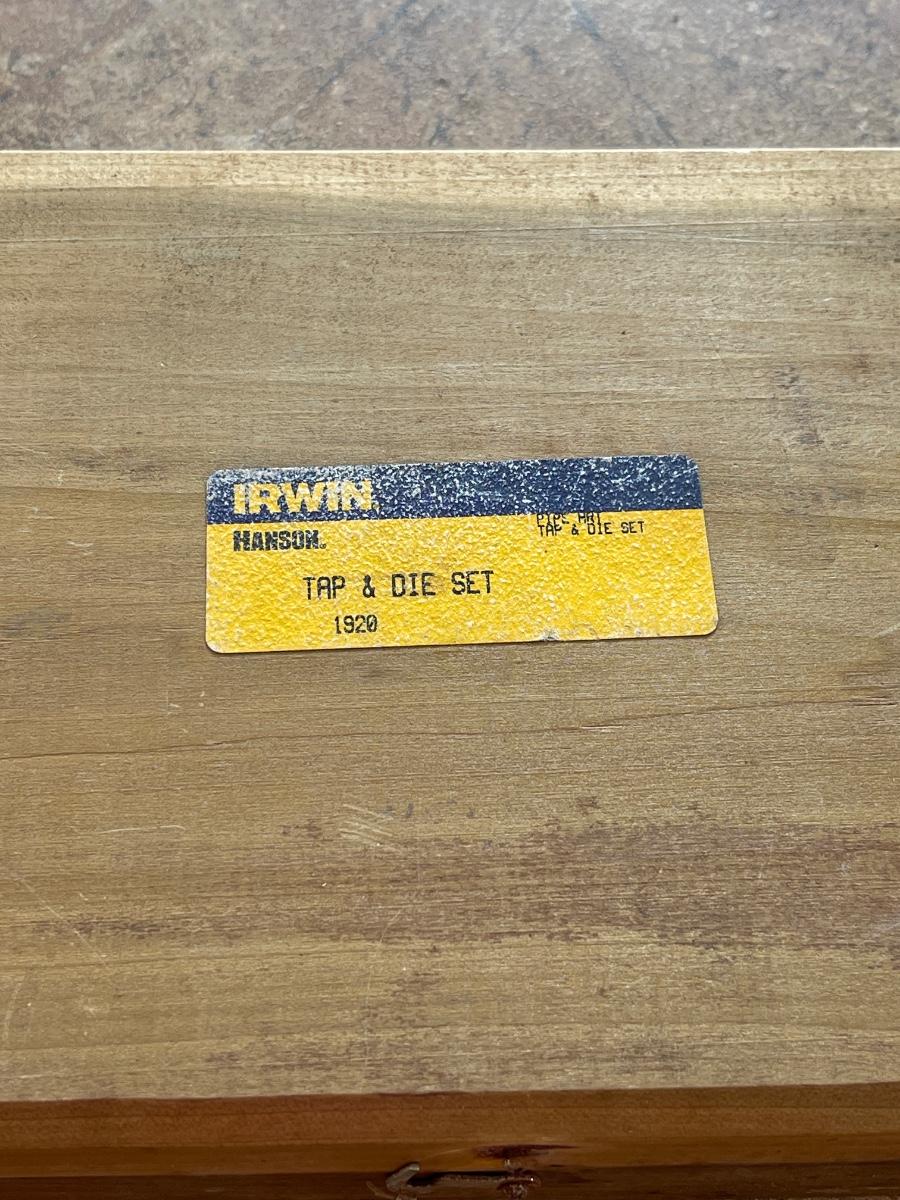 IRWIN.
HANSON.
TAP & DIE SET
TAP & DIE SET
1920